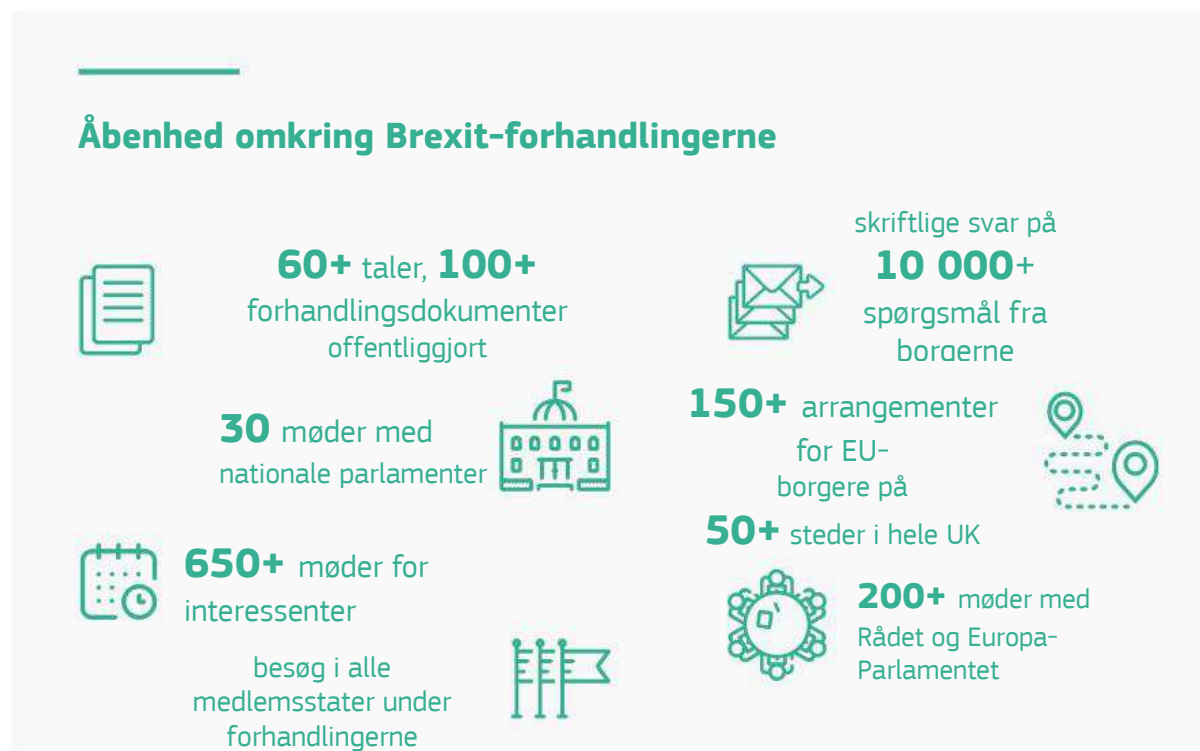 Åbenhed omkring Brexit-forhandlingerne
60+ taler, 100+
forhandlingsdokumenter
offentliggjort
30 møder med
nationale parlamenter
650+ møder for
interessenter
besøg i alle
medlemsstater under
forhandlingerne
skriftlige svar på
10 000+
spørgsmål fra
borgerne
150+ arrangementer
for EU-
borgere på
50+ steder i hele UK
200+ møder med
Rådet og Europa-
Parlamentet